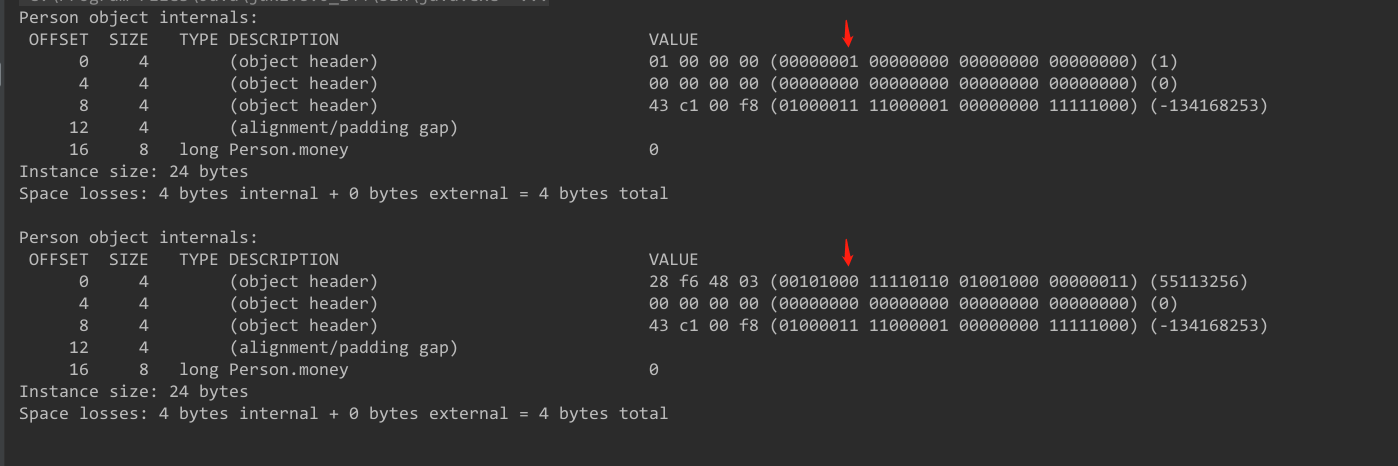 Person object internals:
OFFSET SIZE TYPE DESCRIPTION VALUE
0 4 (object header) 01 00 00 00 (00000001 00000000 00000000 00000000) (1)
4 4 (object header) 00 00 00 00 (00000000 00000000 00000000 00000000) (0)
8 4 (object header) 43 c1 00 f8 (01000011 11000001 00000000 11111000) (-134168253)
12 4 (alignment/padding gap)
16 8 long Person.money 0
Instance size: 24 bytes
Space losses: 4 bytes internal + 0 bytes external = 4 bytes total
Person object internals:
OFFSET SIZE TYPE DESCRIPTION VALUE
0 4 (object header) 28 f6 48 03 (00101000 11110110 01001000 00000011) (55113256)
4 4 (object header) 00 00 00 00 (00000000 00000000 00000000 00000000) (0)
8 4 (object header) 43 c1 00 f8 (01000011 11000001 00000000 11111000) (-134168253)
12 4 (alignment/padding gap)
16 8 long Person.money 0
Instance size: 24 bytes
Space losses: 4 bytes internal + 0 bytes external = 4 bytes total